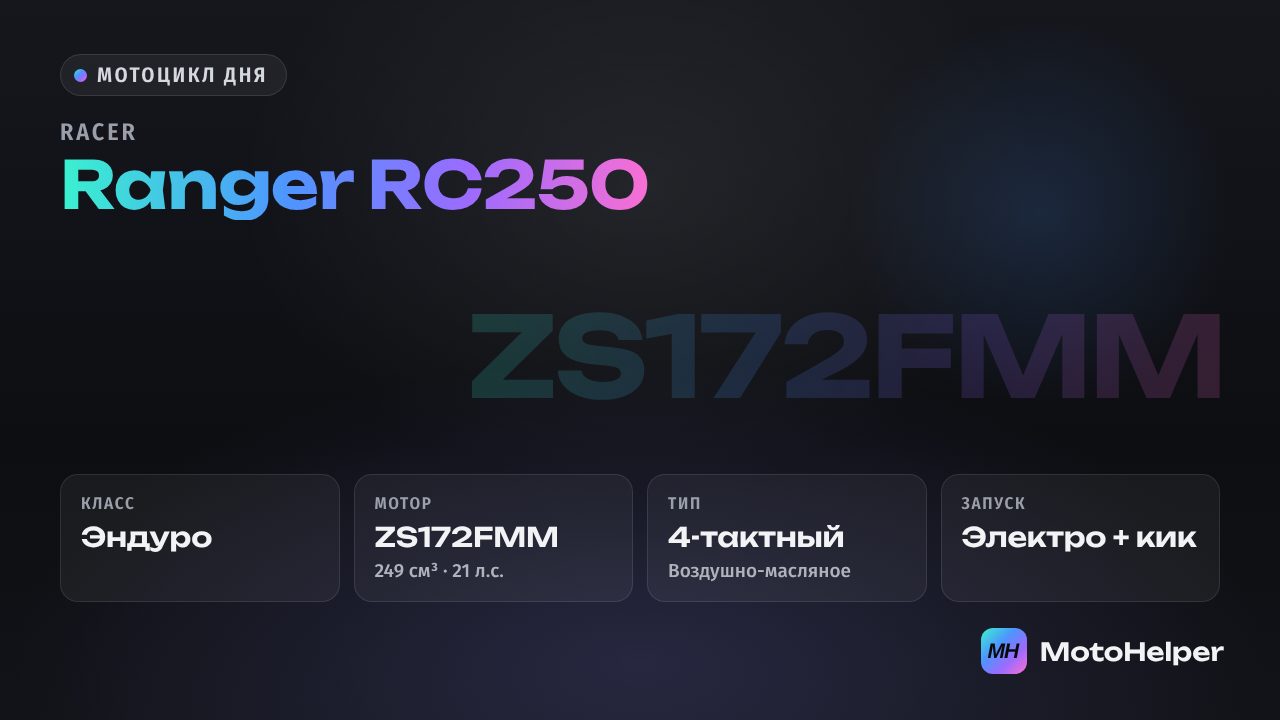 МОТОЦИКЛ ДНЯ
RACER
Ranger RC250
ZS172FMM
КЛАСС
Эндуро
МОТОР
ZS172FMM
249 см³ · 21 л.с.
ТИП
4-тактный
Воздушно-масляное
ЗАПУСК
Электро + кик
MH MotoHelper